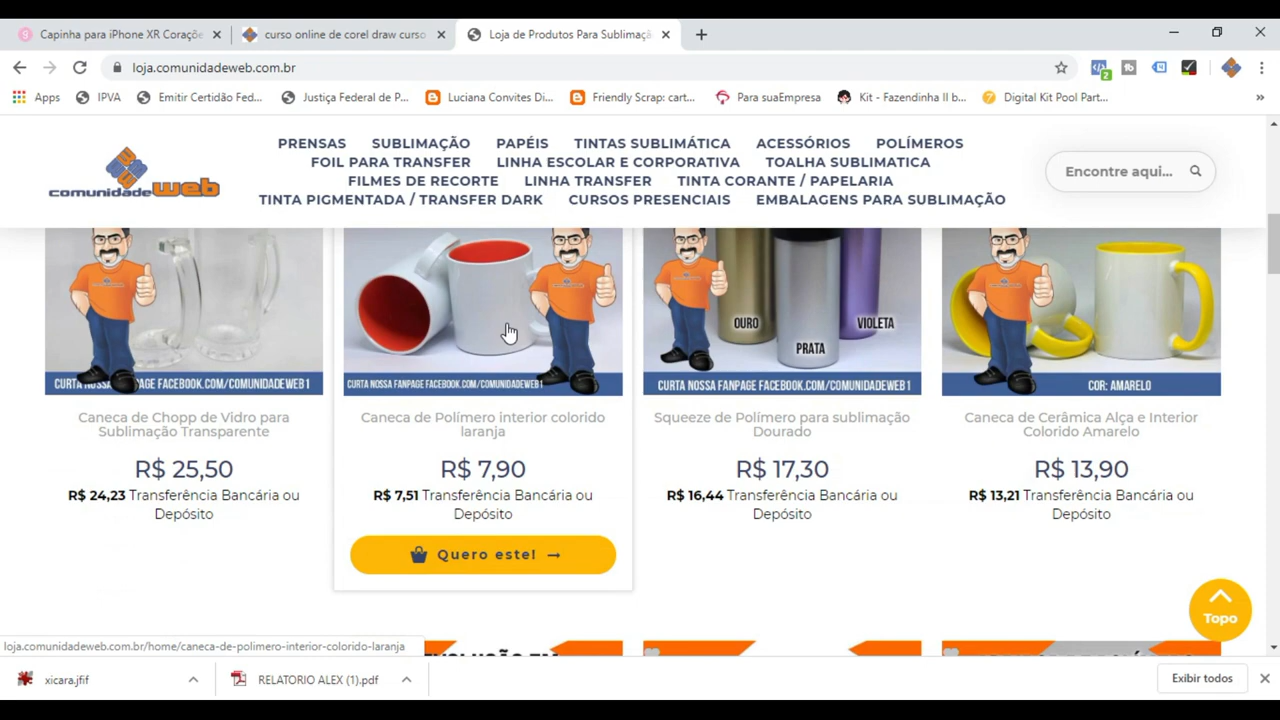 Capinha para iPhone XR Coraçõe
curso online de corel draw curso
Loja de Produtos Para Sublimaçã
loja.comunidadeweb.com.br
2
Apps
IPVA
Emitir Certidão Fed...
Justiça Federal de P...
Luciana Convites Di...
Friendly Scrap: cart...
Para suaEmpresa
Kit - Fazendinha II b...
Digital Kit Pool Part...
»
PRENSAS SUBLIMAÇÃO PAPÉIS TINTAS SUBLIMÁTICA ACESSÓRIOS POLÍMEROS
FOIL PARA TRANSFER LINHA ESCOLAR E CORPORATIVA TOALHA SUBLIMATICA
FILMES DE RECORTE LINHA TRANSFER TINTA CORANTE / PAPELARIA
TINTA PIGMENTADA / TRANSFER DARK CURSOS PRESENCIAIS EMBALAGENS PARA SUBLIMAÇÃO
comunidadeweb
Encontre aqui...
OURO
PRATA
VIOLETA
CURTA NOSSA FANPAGE FACEBOOK.COM/COMUNIDADEWEB1
CURTA NOSSA FANPAGE FACEBOOK.COM/COMUNIDADEWEB1
CURTA NOSSA FANPAGE FACEBOOK.COM/COMUNIDADEWEB1
COR: AMARELO
Caneca de Chopp de Vidro para
Sublimação Transparente
R$ 25,50
R$ 24,23 Transferência Bancária ou
Depósito
Caneca de Polímero interior colorido
laranja
R$ 7,90
R$ 7,51 Transferência Bancária ou
Depósito
Quero este! →
Squeeze de Polímero para sublimação
Dourado
R$ 17,30
R$ 16,44 Transferência Bancária ou
Depósito
Caneca de Cerâmica Alça e Interior
Colorido Amarelo
R$ 13,90
R$ 13,21 Transferência Bancária ou
Depósito
Topo
loja.comunidadeweb.com.br/home/caneca-de-polimero-interior-colorido-laranja
xicara.jfif
RELATORIO ALEX (1).pdf
Exibir todos